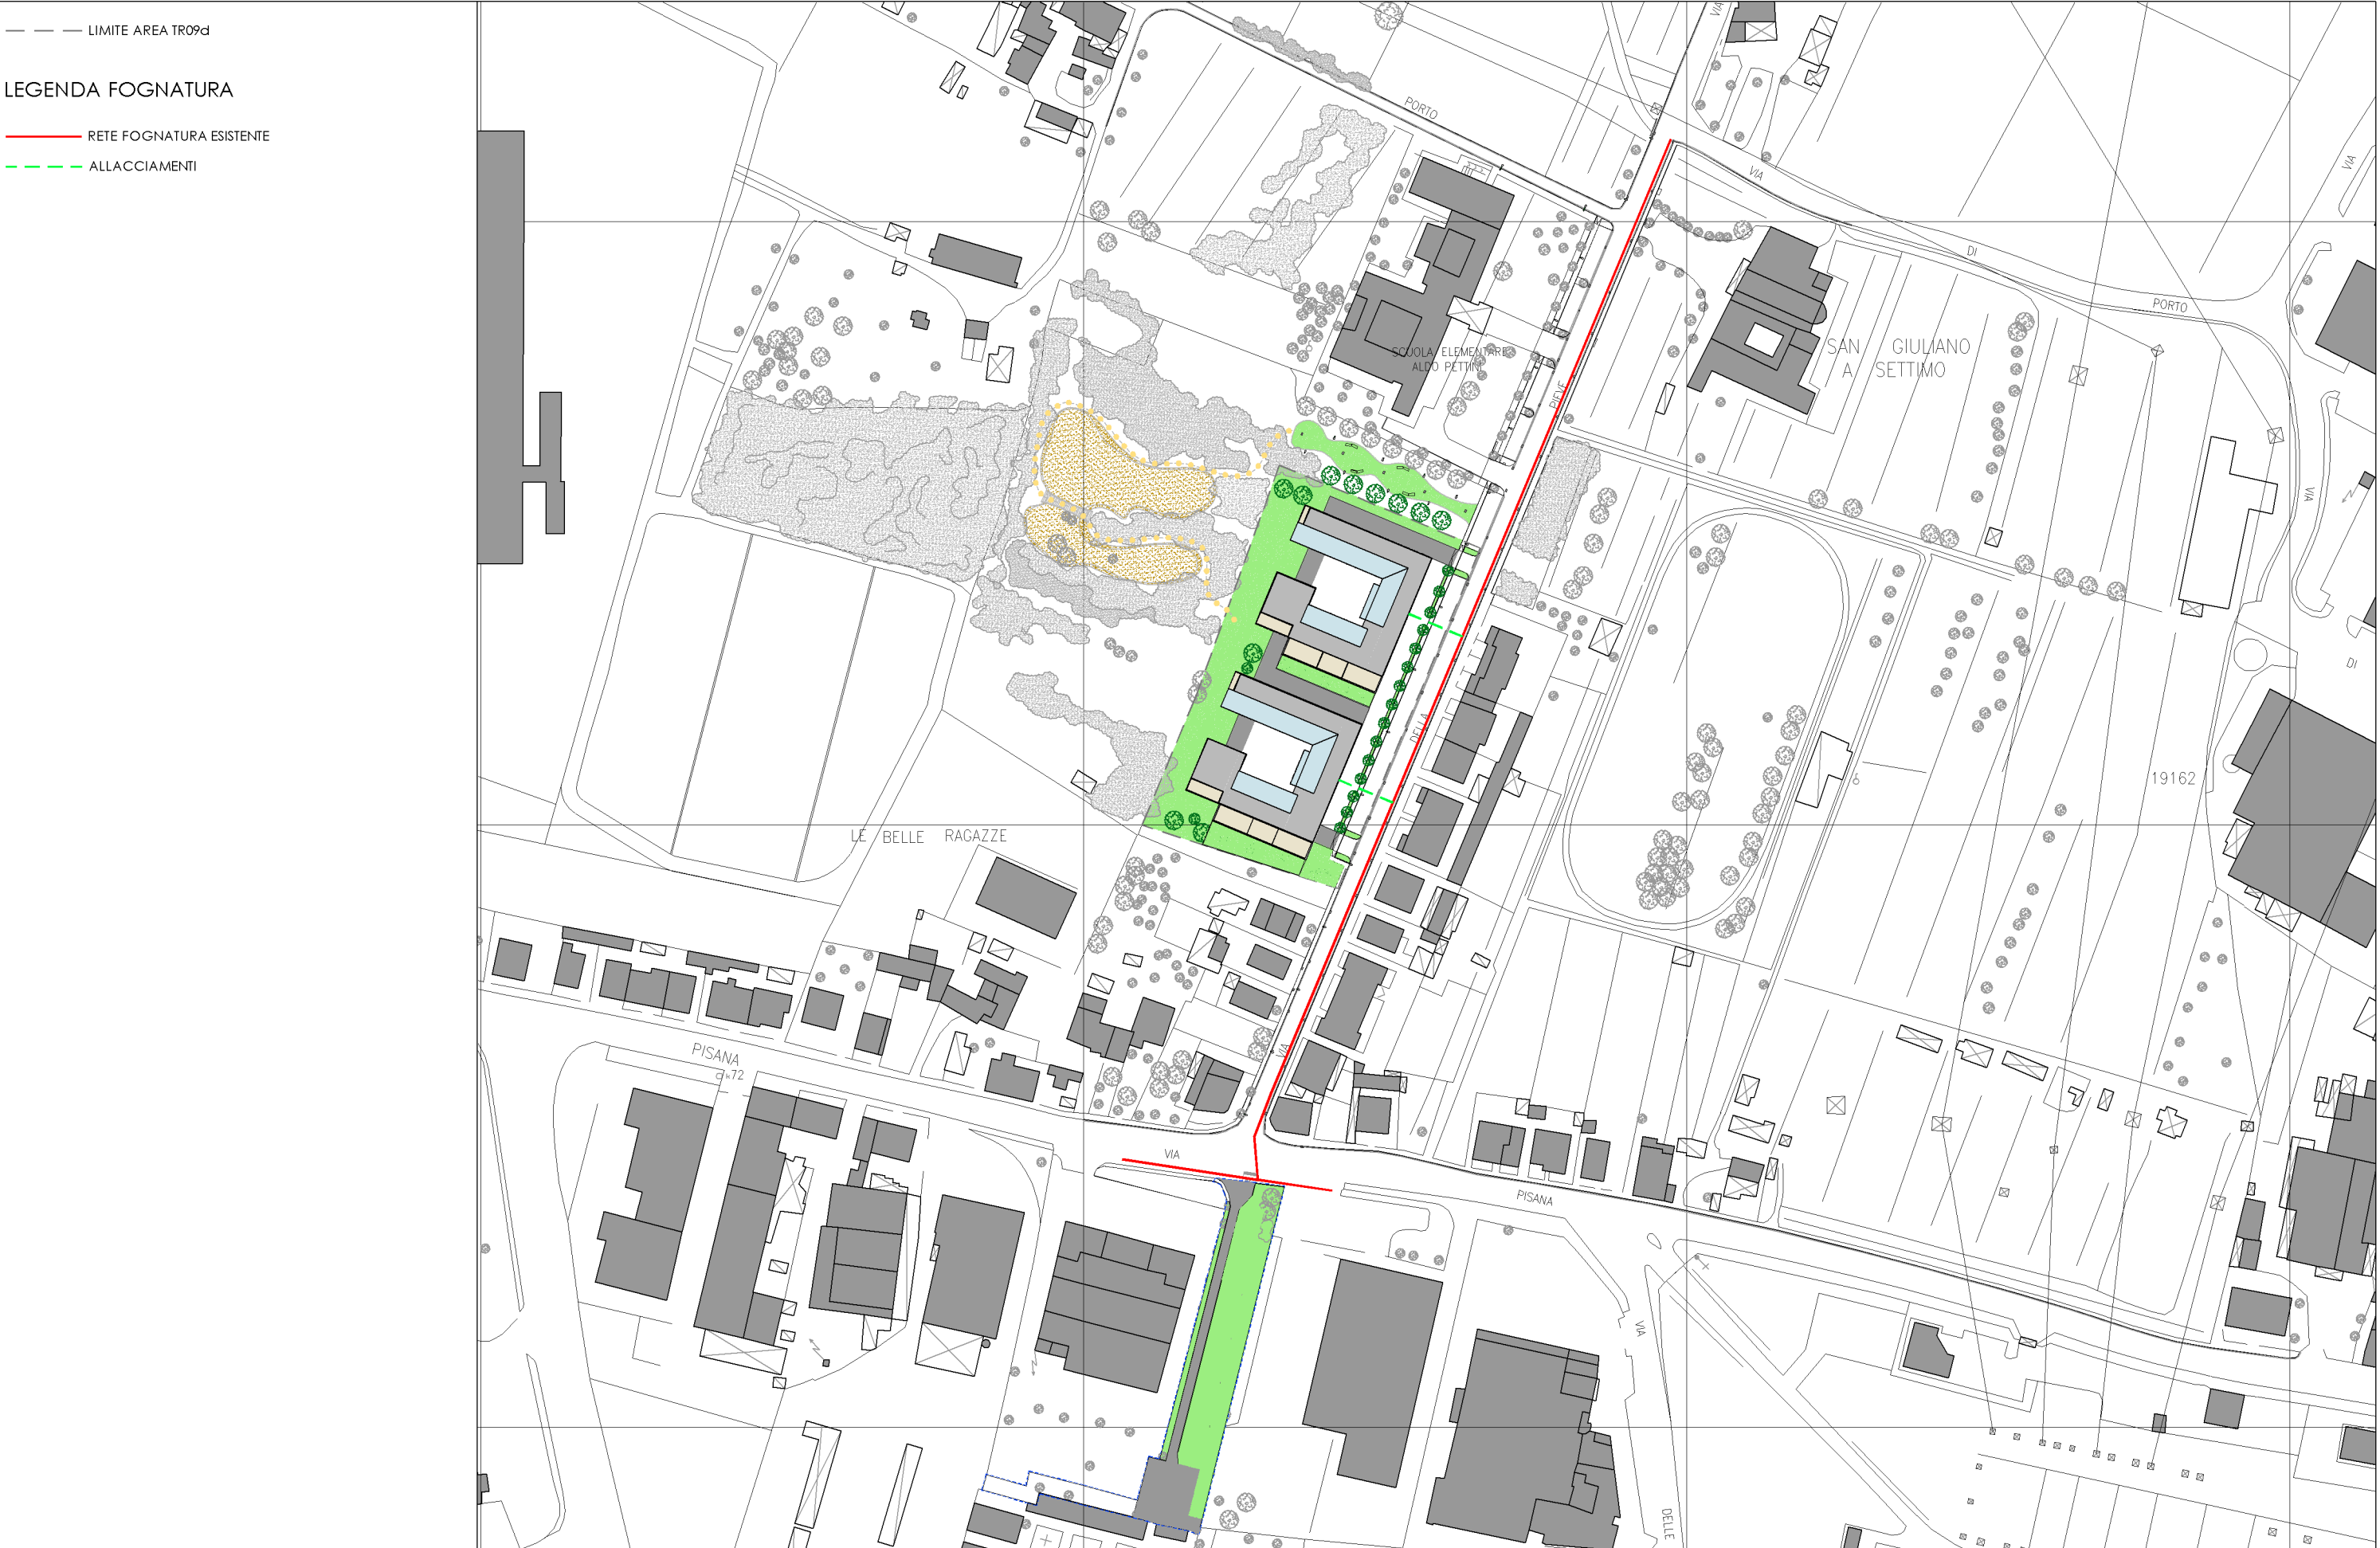 LIMITE AREA TR09d
LEGENDA FOGNATURA
RETE FOGNATURA ESISTENTE
ALLACCIAMENTI
VIA
PORTO
VIA
VIA
DI
PORTO
SCUOLA ELEMENTARE
ALDO PETTINI
SAN GIULIANO
A SETTIMO
PIEVE
VIA
DI
DELLA
19162
LE BELLE RAGAZZE
PISANA
72
VIA
VIA
PISANA
VIA
DELLE